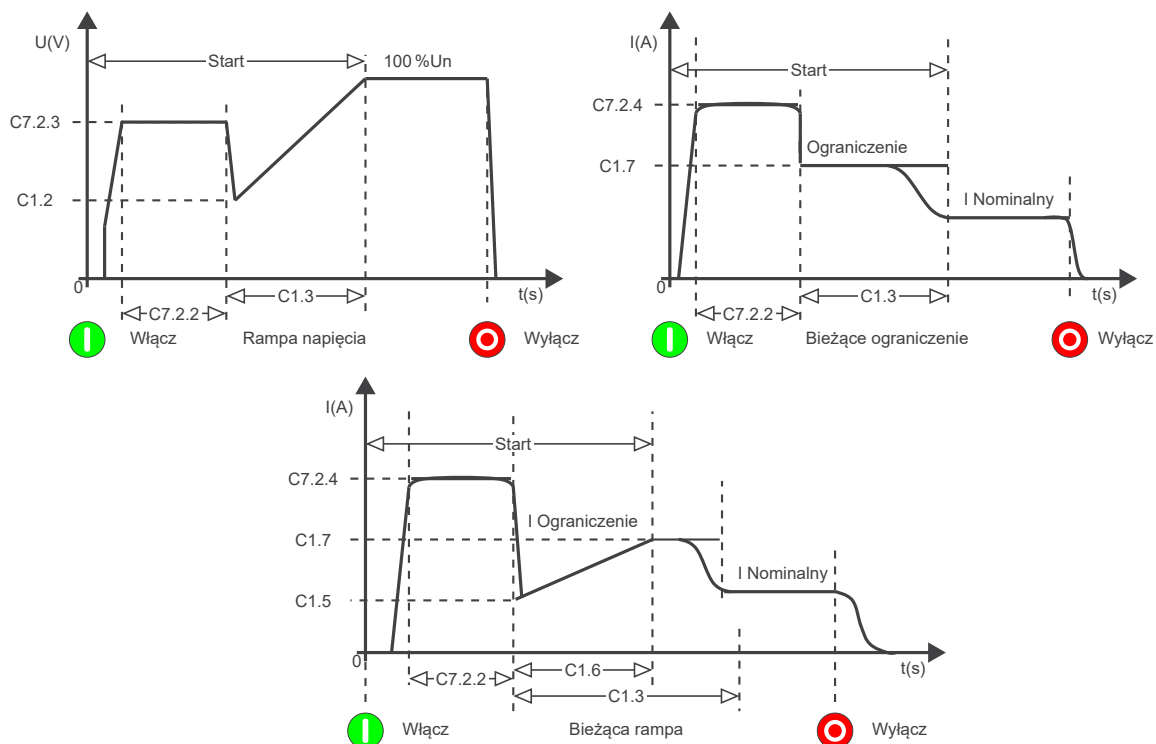 U(V)
Start
100 %Un
C7.2.3
C1.2
0
t(s)
C1.3
C7.2.2
Włącz
Rampa napięcia
Wyłącz
I(A)
Start
C7.2.4
Ograniczenie
C1.7
I Nominalny
0
t(s)
C1.3
C7.2.2
Włącz
Bieżące ograniczenie
Wyłącz
I(A)
Start
C7.2.4
I Ograniczenie
C1.7
I Nominalny
C1.5
0
t(s)
C1.6
C7.2.2
C1.3
Włącz
Bieżąca rampa
Wyłącz